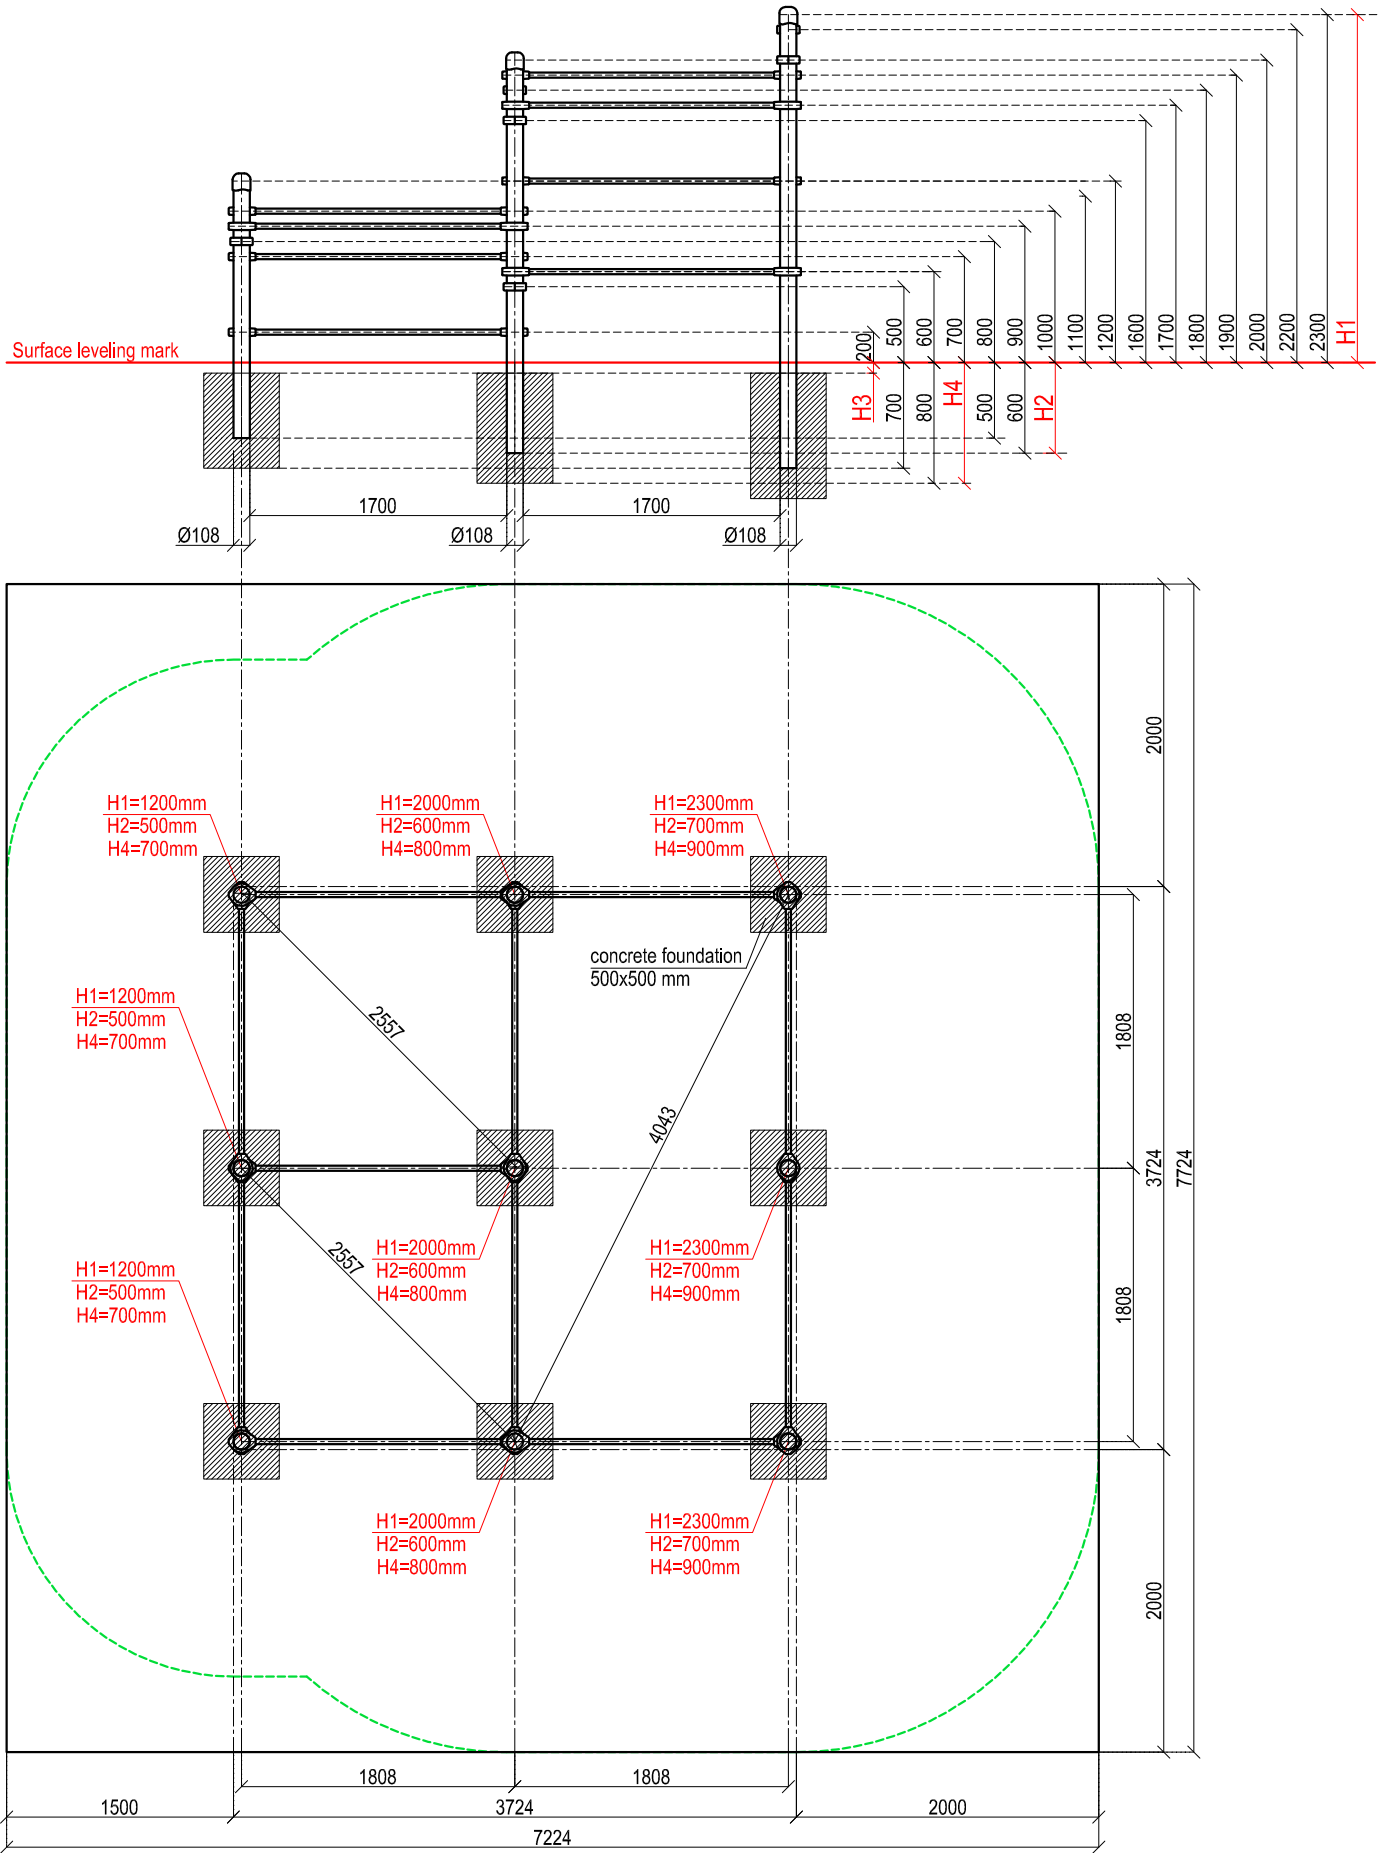 200
500
600
700
800
900
1000
1100
1200
1600
1700
1800
1900
2000
2200
2300
H1
Surface leveling mark
H3
700
800
H4
500
600
H2
1700
1700
Ø108
Ø108
Ø108
2000
H1=1200mm
H2=500mm
H4=700mm
H1=2000mm
H2=600mm
H4=800mm
H1=2300mm
H2=700mm
H4=900mm
concrete foundation
500x500 mm
H1=1200mm
H2=500mm
H4=700mm
2557
1808
4043
3724
7724
H1=2000mm
H2=600mm
H4=800mm
H1=2300mm
H2=700mm
H4=900mm
2557
H1=1200mm
H2=500mm
H4=700mm
1808
H1=2000mm
H2=600mm
H4=800mm
H1=2300mm
H2=700mm
H4=900mm
2000
1808
1808
1500
3724
2000
7224